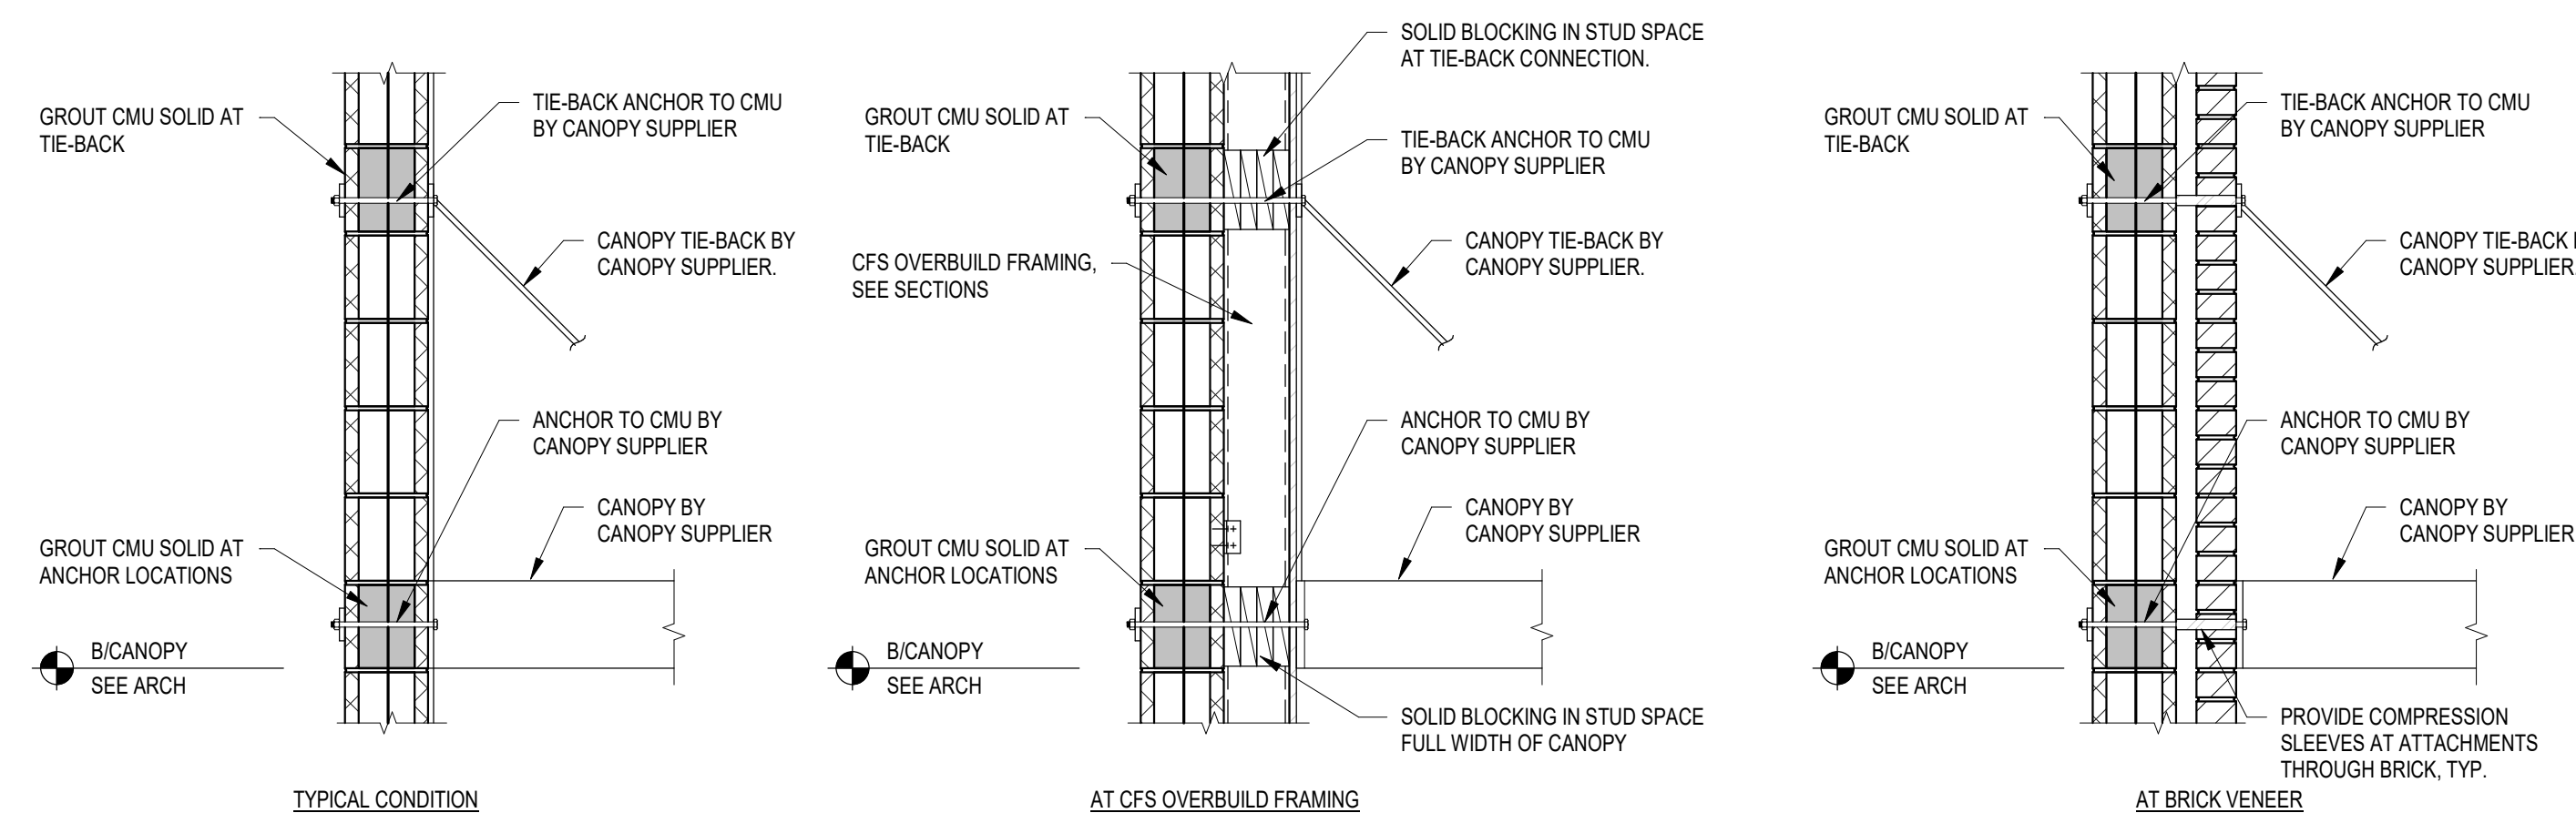 GROUT CMU SOLID AT
TIE-BACK
TIE-BACK ANCHOR TO CMU
BY CANOPY SUPPLIER
CANOPY TIE-BACK BY
CANOPY SUPPLIER.
ANCHOR TO CMU BY
CANOPY SUPPLIER
CANOPY BY
CANOPY SUPPLIER
GROUT CMU SOLID AT
ANCHOR LOCATIONS
B/CANOPY
SEE ARCH
TYPICAL CONDITION
SOLID BLOCKING IN STUD SPACE
AT TIE-BACK CONNECTION.
GROUT CMU SOLID AT
TIE-BACK
TIE-BACK ANCHOR TO CMU
BY CANOPY SUPPLIER
CANOPY TIE-BACK BY
CANOPY SUPPLIER.
CFS OVERBUILD FRAMING,
SEE SECTIONS
ANCHOR TO CMU BY
CANOPY SUPPLIER
CANOPY BY
CANOPY SUPPLIER
GROUT CMU SOLID AT
ANCHOR LOCATIONS
B/CANOPY
SEE ARCH
SOLID BLOCKING IN STUD SPACE
FULL WIDTH OF CANOPY
AT CFS OVERBUILD FRAMING
GROUT CMU SOLID AT
TIE-BACK
TIE-BACK ANCHOR TO CMU
BY CANOPY SUPPLIER
CANOPY TIE-BACK
CANOPY SUPPLIER.
ANCHOR TO CMU BY
CANOPY SUPPLIER
CANOPY BY
CANOPY SUPPLIER
GROUT CMU SOLID AT
ANCHOR LOCATIONS
B/CANOPY
SEE ARCH
PROVIDE COMPRESSION
SLEEVES AT ATTACHMENTS
THROUGH BRICK, TYP.
AT BRICK VENEER